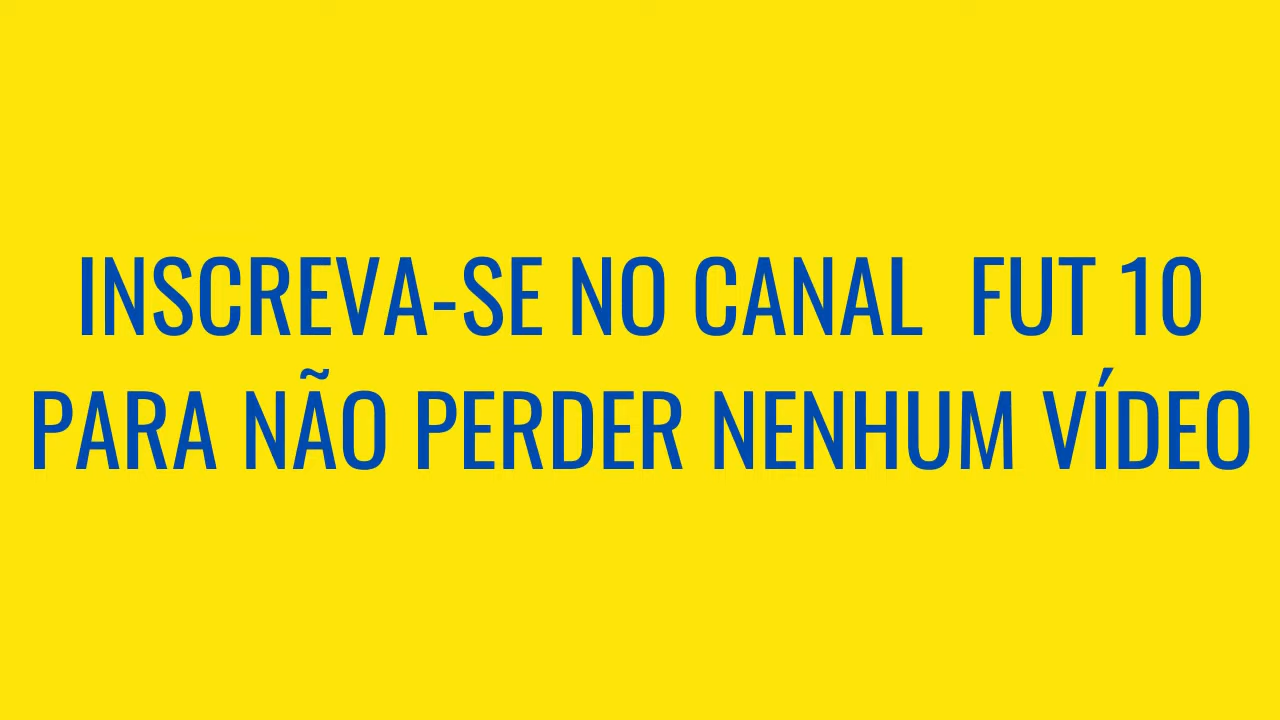 INSCREVA-SE NO CANAL  FUT 10
PARA NÃO PERDER NENHUM VÍDEO